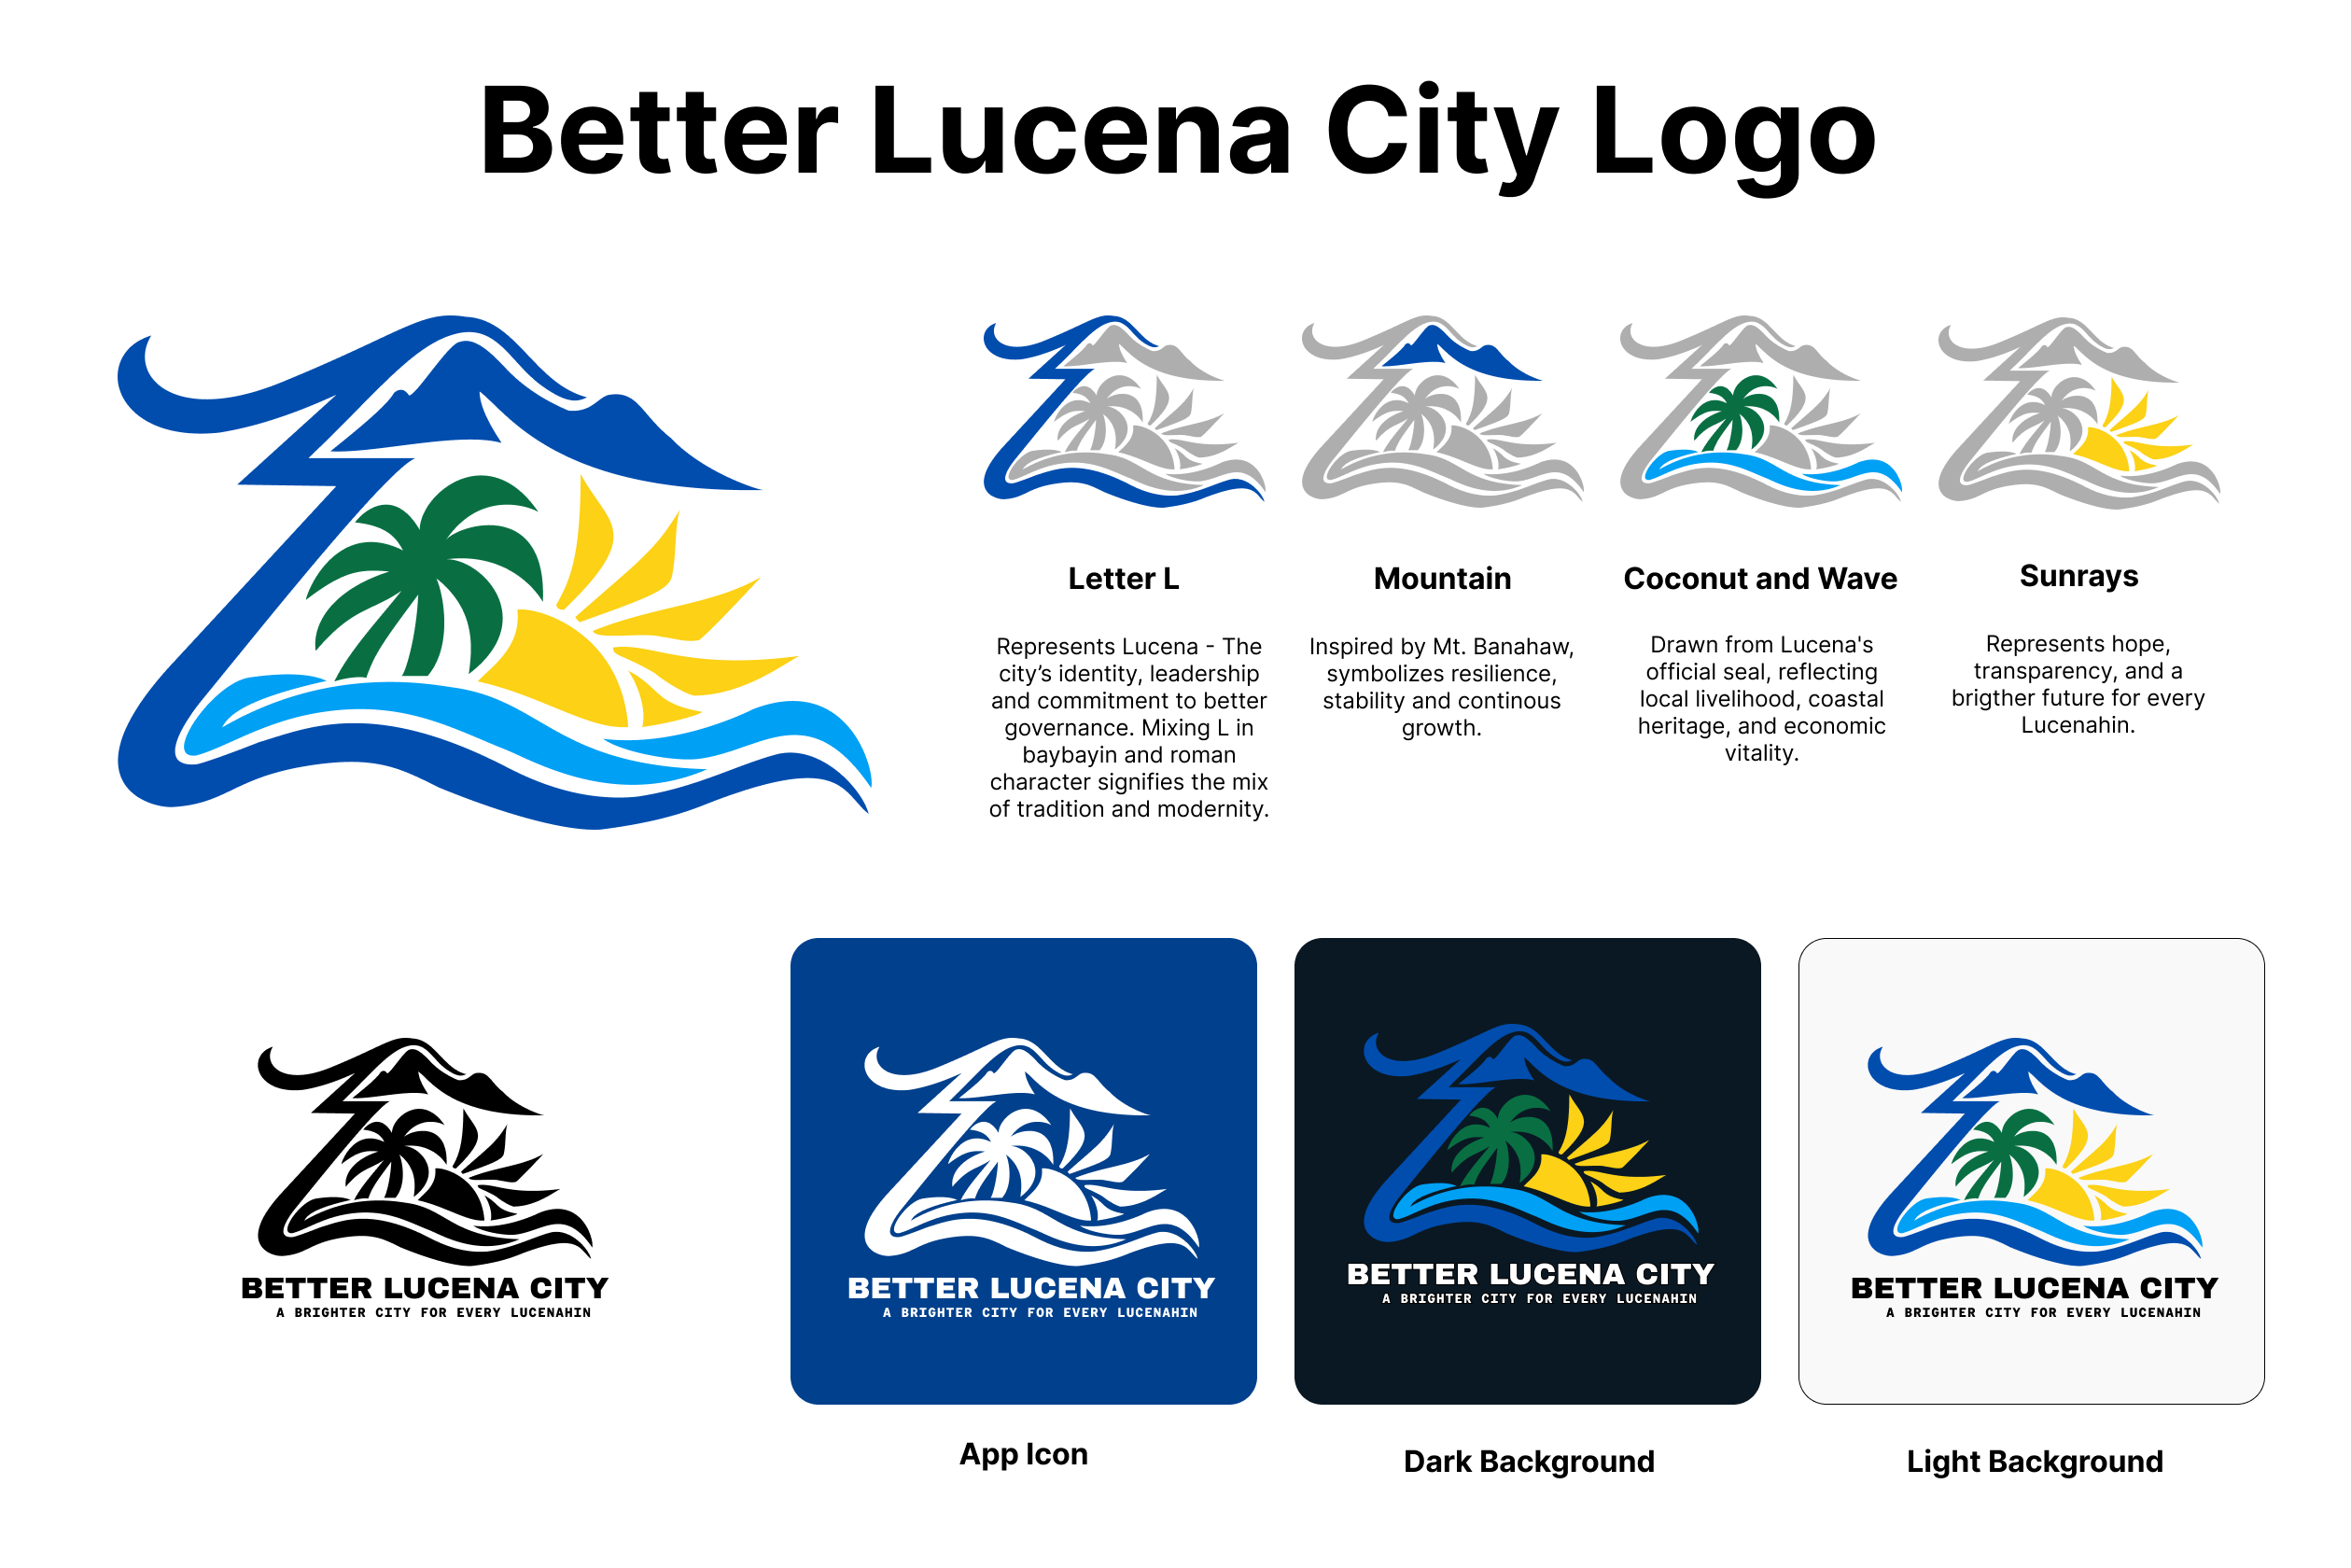 Better Lucena City Logo
Letter L
Represents Lucena - The
city’s identity, leadership
and commitment to better
governance. Mixing L in
baybayin and roman
character signifies the mix
of tradition and modernity.
Mountain
Inspired by Mt. Banahaw,
symbolizes resilience,
stability and continous
growth.
Coconut and Wave
Drawn from Lucena's
official seal, reflecting
local livelihood, coastal
heritage, and economic
vitality.
Sunrays
Represents hope,
transparency, and a
brigther future for every
Lucenahin.
BETTER LUCENA CITY
A BRIGHTER CITY FOR EVERY LUCENAHIN
BETTER LUCENA CITY
A BRIGHTER CITY FOR EVERY LUCENAHIN
App Icon
BETTER LUCENA CITY
A BRIGHTER CITY FOR EVERY LUCENAHIN
Dark Background
BETTER LUCENA CITY
A BRIGHTER CITY FOR EVERY LUCENAHIN
Light Background